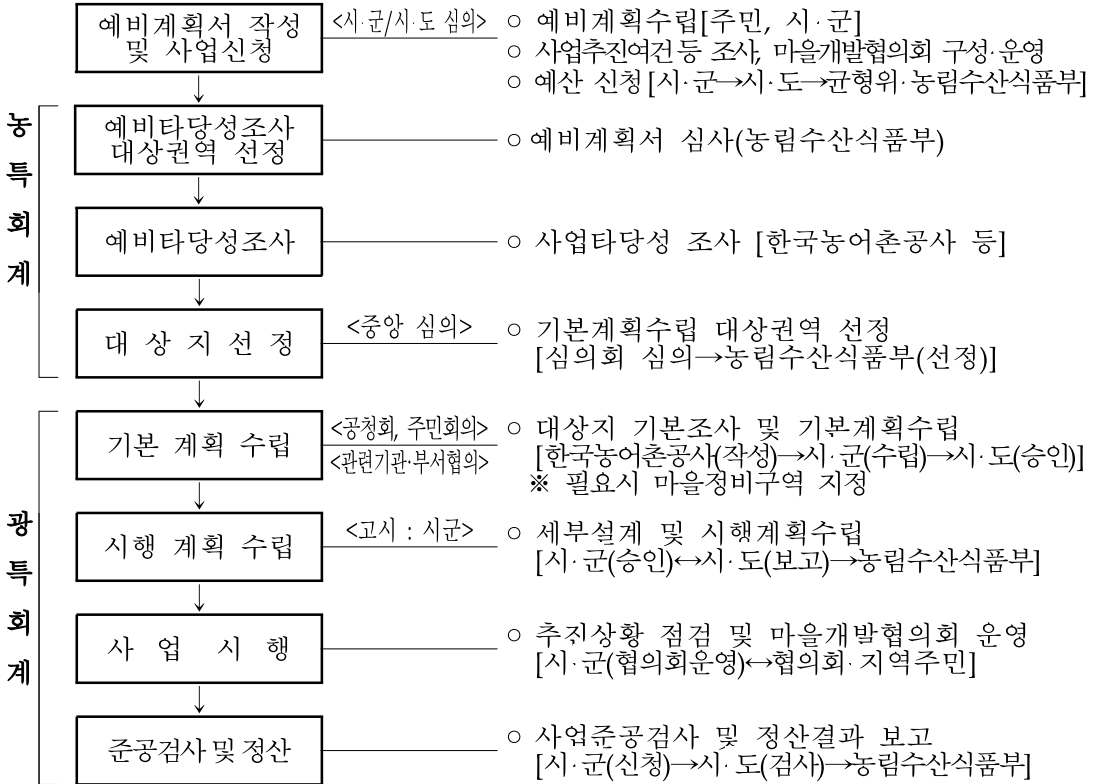 예비계획서 작성
및 사업신청
<시·군/시·도 심의>
○ 예비계획수립[주민, 시·군]
○ 사업추진여건 등 조사, 마을개발협의회 구성·운영
○ 예산 신청[시·군→시·도→균형위·농림수산식품부]
농특회계
예비타당성조사
대상권역 선정
○ 예비계획서 심사(농림수산식품부)
예비타당성조사
○ 사업타당성 조사 [한국농어촌공사 등]
대 상 지 선 정
<중앙 심의>
○ 기본계획수립 대상권역 선정
[심의회 심의→농림수산식품부(선정)]
광특회계
기본 계획 수립
<공청회, 주민회의>
<관련기관·부서협의>
○ 대상지 기본조사 및 기본계획수립
[한국농어촌공사(작성)→시·군(수립)→시·도(승인)]
※ 필요시 마을정비구역 지정
시행 계획 수립
<고시 : 시군>
○ 세부설계 및 시행계획수립
[시·군(승인)↔시·도(보고)→농림수산식품부]
사 업 시 행
○ 추진상황 점검 및 마을개발협의회 운영
[시·군(협의회운영)↔협의회·지역주민]
준공검사 및 정산
○ 사업준공검사 및 정산결과 보고
[시·군(신청)→시·도(검사)→농림수산식품부]